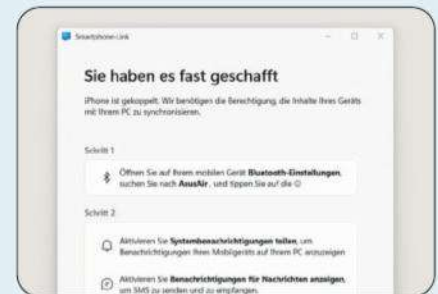 Smartphone-Link
Sie haben es fast geschafft
iPhone ist gekoppelt. Wir benötigen die Berechtigung, die Inhalte Ihres Geräts
mit Ihrem PC zu synchronisieren.
Schritt 1
Öffnen Sie auf Ihrem mobilen Gerät Bluetooth-Einstellungen,
suchen Sie nach AsusAir, und tippen Sie auf die ⓘ
Schritt 2
Aktivieren Sie Systembenachrichtigungen teilen, um
Benachrichtigungen Ihres Mobilgeräts auf Ihrem PC anzuzeigen
Aktivieren Sie Benachrichtigungen für Nachrichten anzeigen,
um SMS zu senden und zu empfangen.